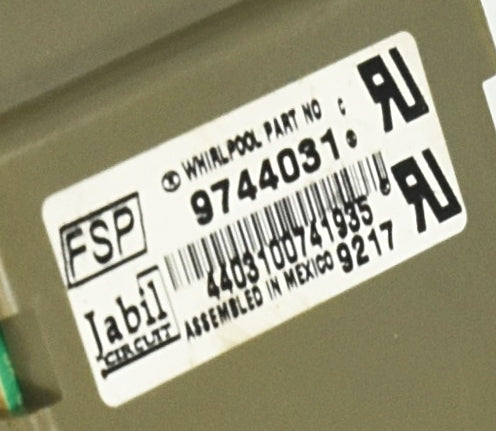 FSP
WHIRLPOOL PART NO
C
9744031
4403100741935
ASSEMBLED IN MEXICO 9217
Jabil
CIRCUIT